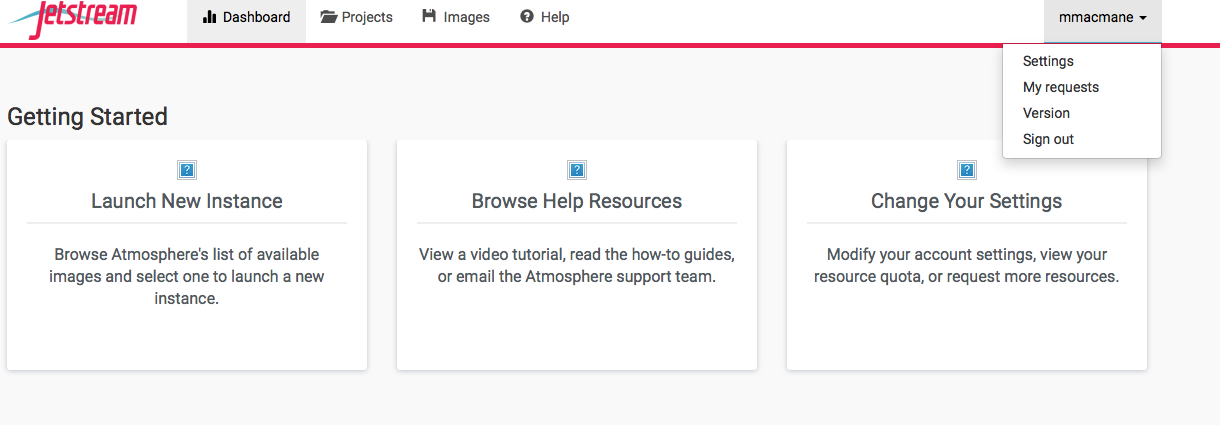 Jetstream
Dashboard
Projects
Images
Help
mmacmane
Settings
My requests
Version
Sign out
Getting Started
?
Launch New Instance
Browse Atmosphere's list of available
images and select one to launch a new
instance.
?
Browse Help Resources
View a video tutorial, read the how-to guides,
or email the Atmosphere support team.
?
Change Your Settings
Modify your account settings, view your
resource quota, or request more resources.